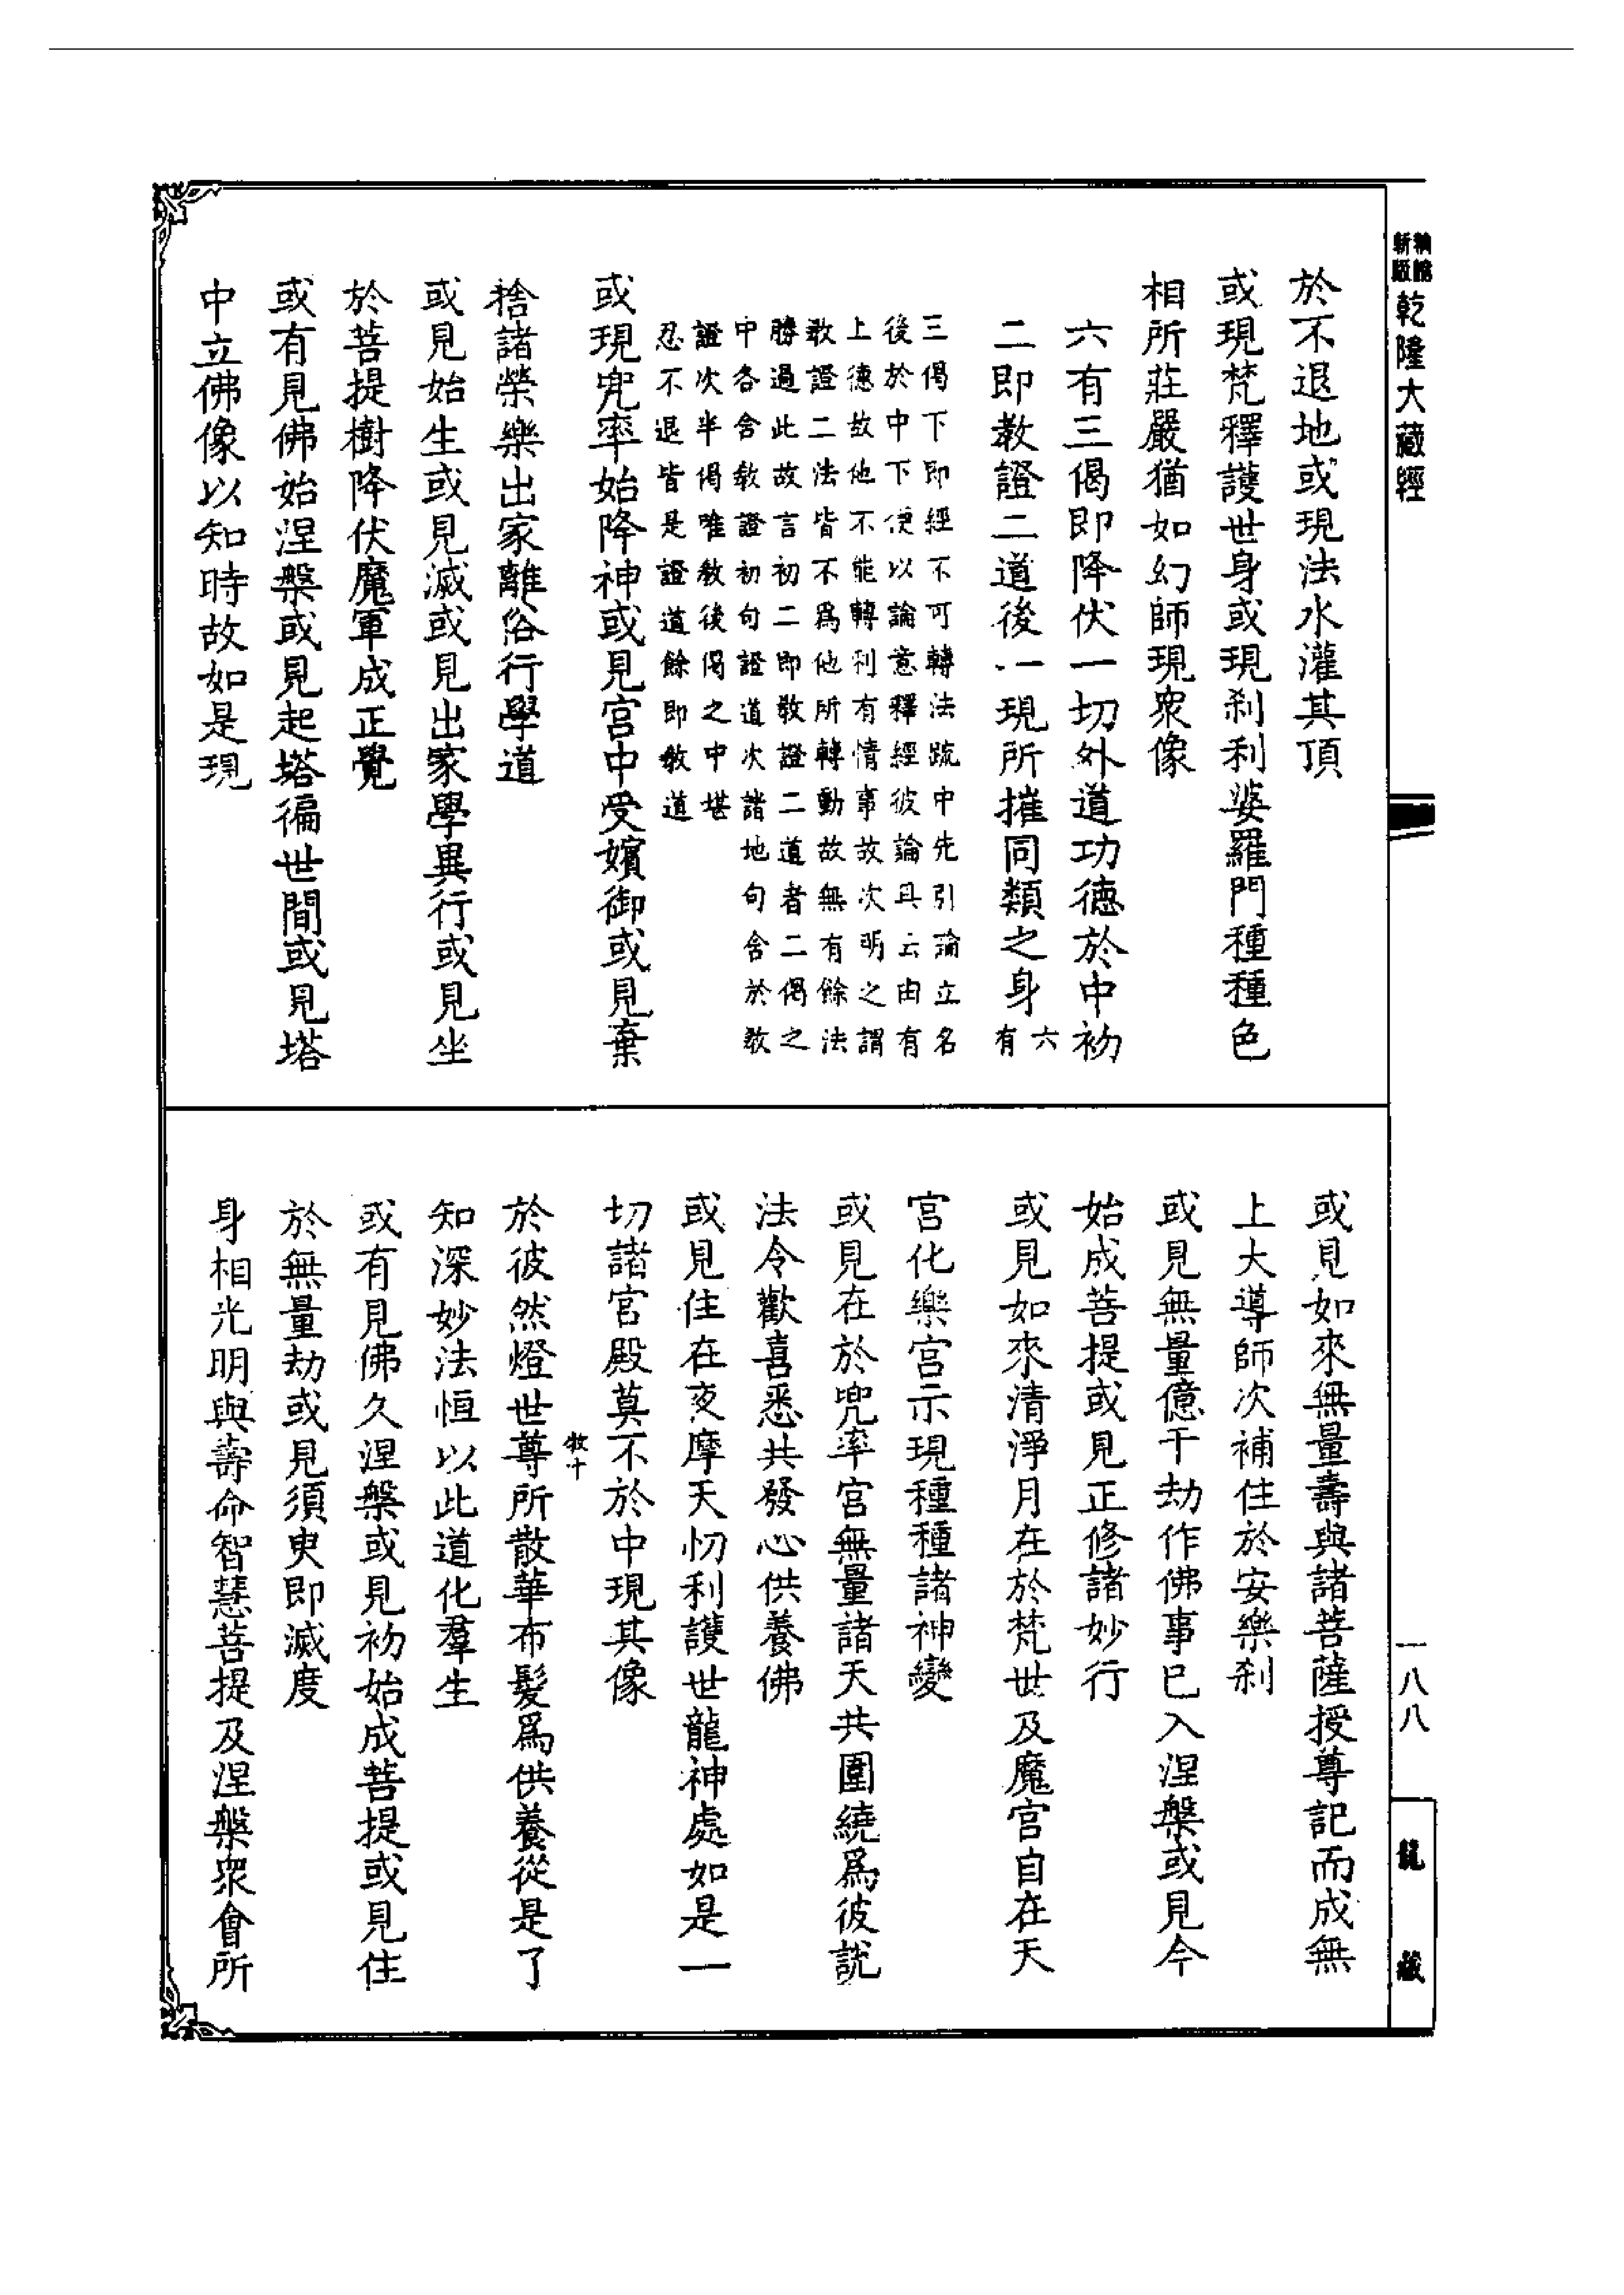 乾隆大藏經
於不退地或現法水灌其頂
或現梵釋護世身或現剎利婆羅門種種色
相所莊嚴猶如幻師現衆像
六有三偈即降伏一切外道功德於中初
二即教證二道後一現所摧同類之身六有
三偈下即經不可轉法疏中先引論立名
後於中下便以論意釋經彼論具云由有
上德故他不能轉利有情事故次明之謂
教證二法皆不爲他所轉動故無有餘法
勝過此故言初二即教證二道者二偈之
中各含教證初句證道次諸地句含於教
證次半偈唯教後偈之中堪
忍不退皆是證道餘即教道
或現兜率始降神或見宮中受嬪御或見棄
捨諸榮樂出家離俗行學道
或見始生或見滅或見出家學異行或見坐
於菩提樹降伏魔軍成正覺
或有見佛始涅槃或見起塔徧世間或見塔
中立佛像以知時故如是現
或見如來無量壽與諸菩薩授尊記而成無
上大導師次補住於安樂刹
或見無量億千劫作佛事已入涅槃或見今
始成菩提或見正修諸妙行
或見如來清淨月在於梵世及魔宮自在天
宮化樂宮示現種種諸神變
或見在於兜率宮無量諸天共圍繞爲彼說
法令歡喜悉共發心供養佛
或見住在夜摩天忉利護世龍神處如是一
切諸宮殿莫不於中現其像
教十
於彼然燈世尊所散華布髮爲供養從是了
知深妙法恒以此道化羣生
或有見佛久涅槃或見初始成菩提或見住
於無量劫或見須臾即滅度
身相光明與壽命智慧菩提及涅槃衆會所
一八八
龍藏